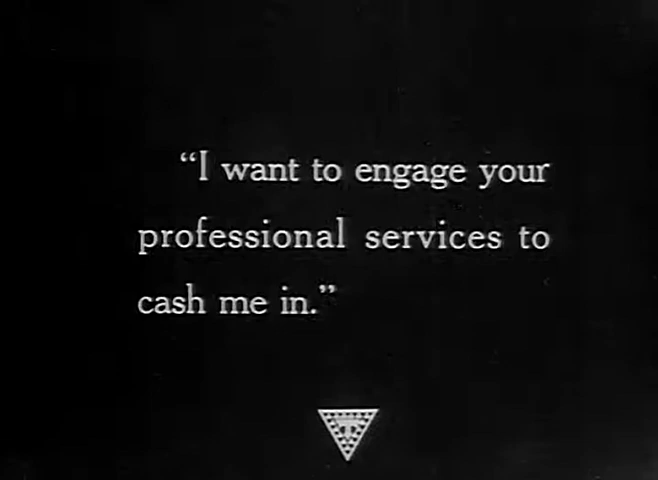 “I want to engage your
professional services to
cash me in.”